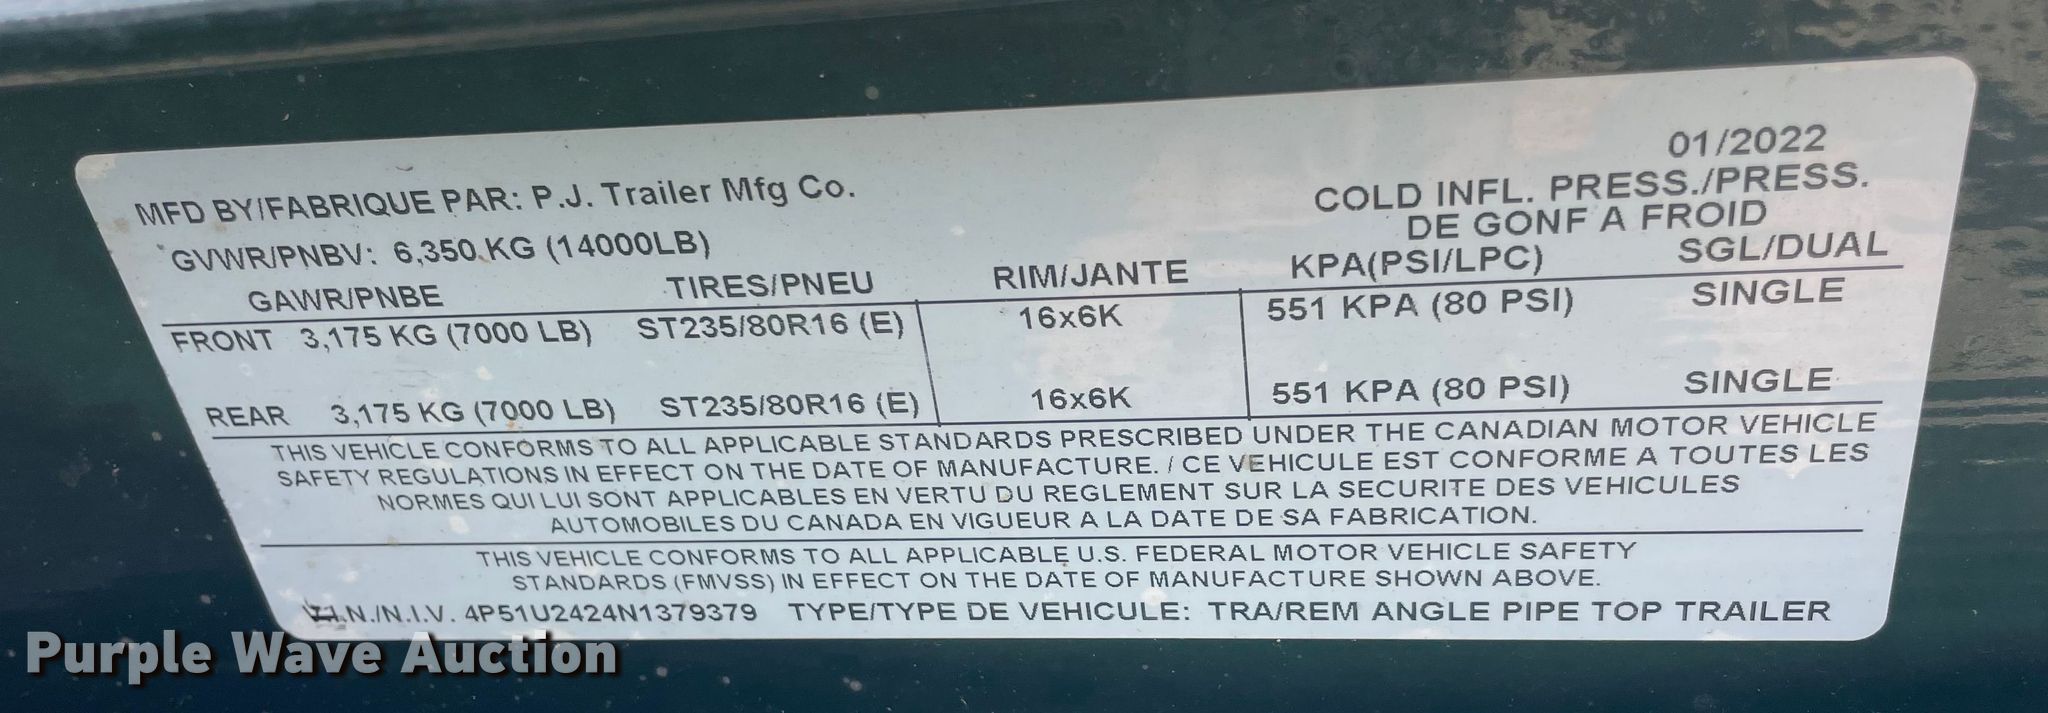 01/2022
MFD BY/FABRIQUE PAR: P.J. Trailer Mfg Co.
COLD INFL. PRESS./PRESS.
DE GONF A FROID
GVWR/PNBV: 6,350 KG (14000LB)
GAWR/PNBE TIRES/PNEU RIM/JANTE KPA(PSI/LPC) SGL/DUAL
FRONT 3,175 KG (7000 LB) ST235/80R16 (E) 16x6K 551 KPA (80 PSI) SINGLE
REAR 3,175 KG (7000 LB) ST235/80R16 (E) 16x6K 551 KPA (80 PSI) SINGLE
THIS VEHICLE CONFORMS TO ALL APPLICABLE STANDARDS PRESCRIBED UNDER THE CANADIAN MOTOR VEHICLE
SAFETY REGULATIONS IN EFFECT ON THE DATE OF MANUFACTURE. / CE VEHICULE EST CONFORME A TOUTES LES
NORMES QUI LUI SONT APPLICABLES EN VERTU DU REGLEMENT SUR LA SECURITE DES VEHICULES
AUTOMOBILES DU CANADA EN VIGUEUR A LA DATE DE SA FABRICATION.
THIS VEHICLE CONFORMS TO ALL APPLICABLE U.S. FEDERAL MOTOR VEHICLE SAFETY
STANDARDS (FMVSS) IN EFFECT ON THE DATE OF MANUFACTURE SHOWN ABOVE.
V.I.N./N.I.V. 4P51U2424N1379379 TYPE/TYPE DE VEHICULE: TRA/REM ANGLE PIPE TOP TRAILER
Purple Wave Auction